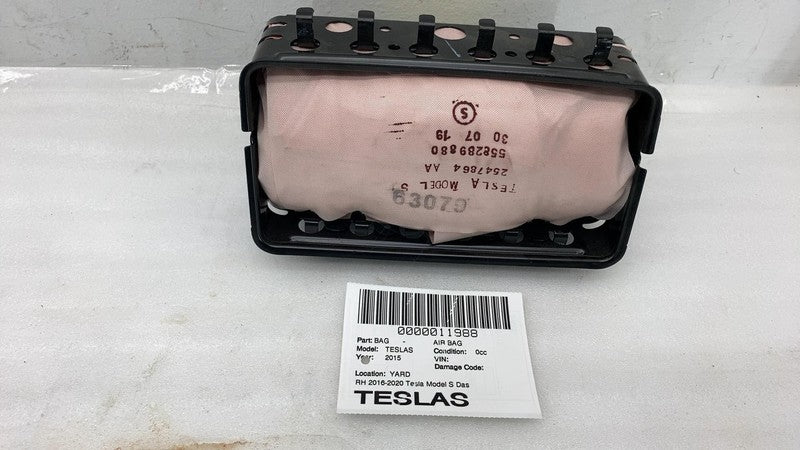 TESLA MODEL S
2547864 AA
558289880
30 07 19
S
63079
0000011988
Part: BAG - AIR BAG
Model: TESLAS Condition: 0cc
Year: 2015 VIN:
Damage Code:
Location: YARD
RH 2016-2020 Tesla Model S Das
TESLAS